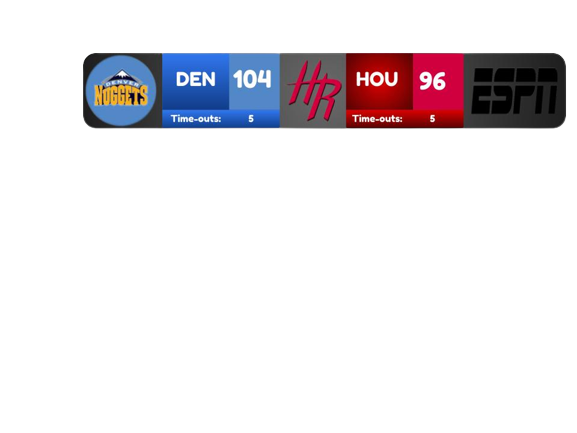 DENVER
NUGGETS
DEN 104
Time-outs: 5
HR
HOU 96
Time-outs: 5
ESPN